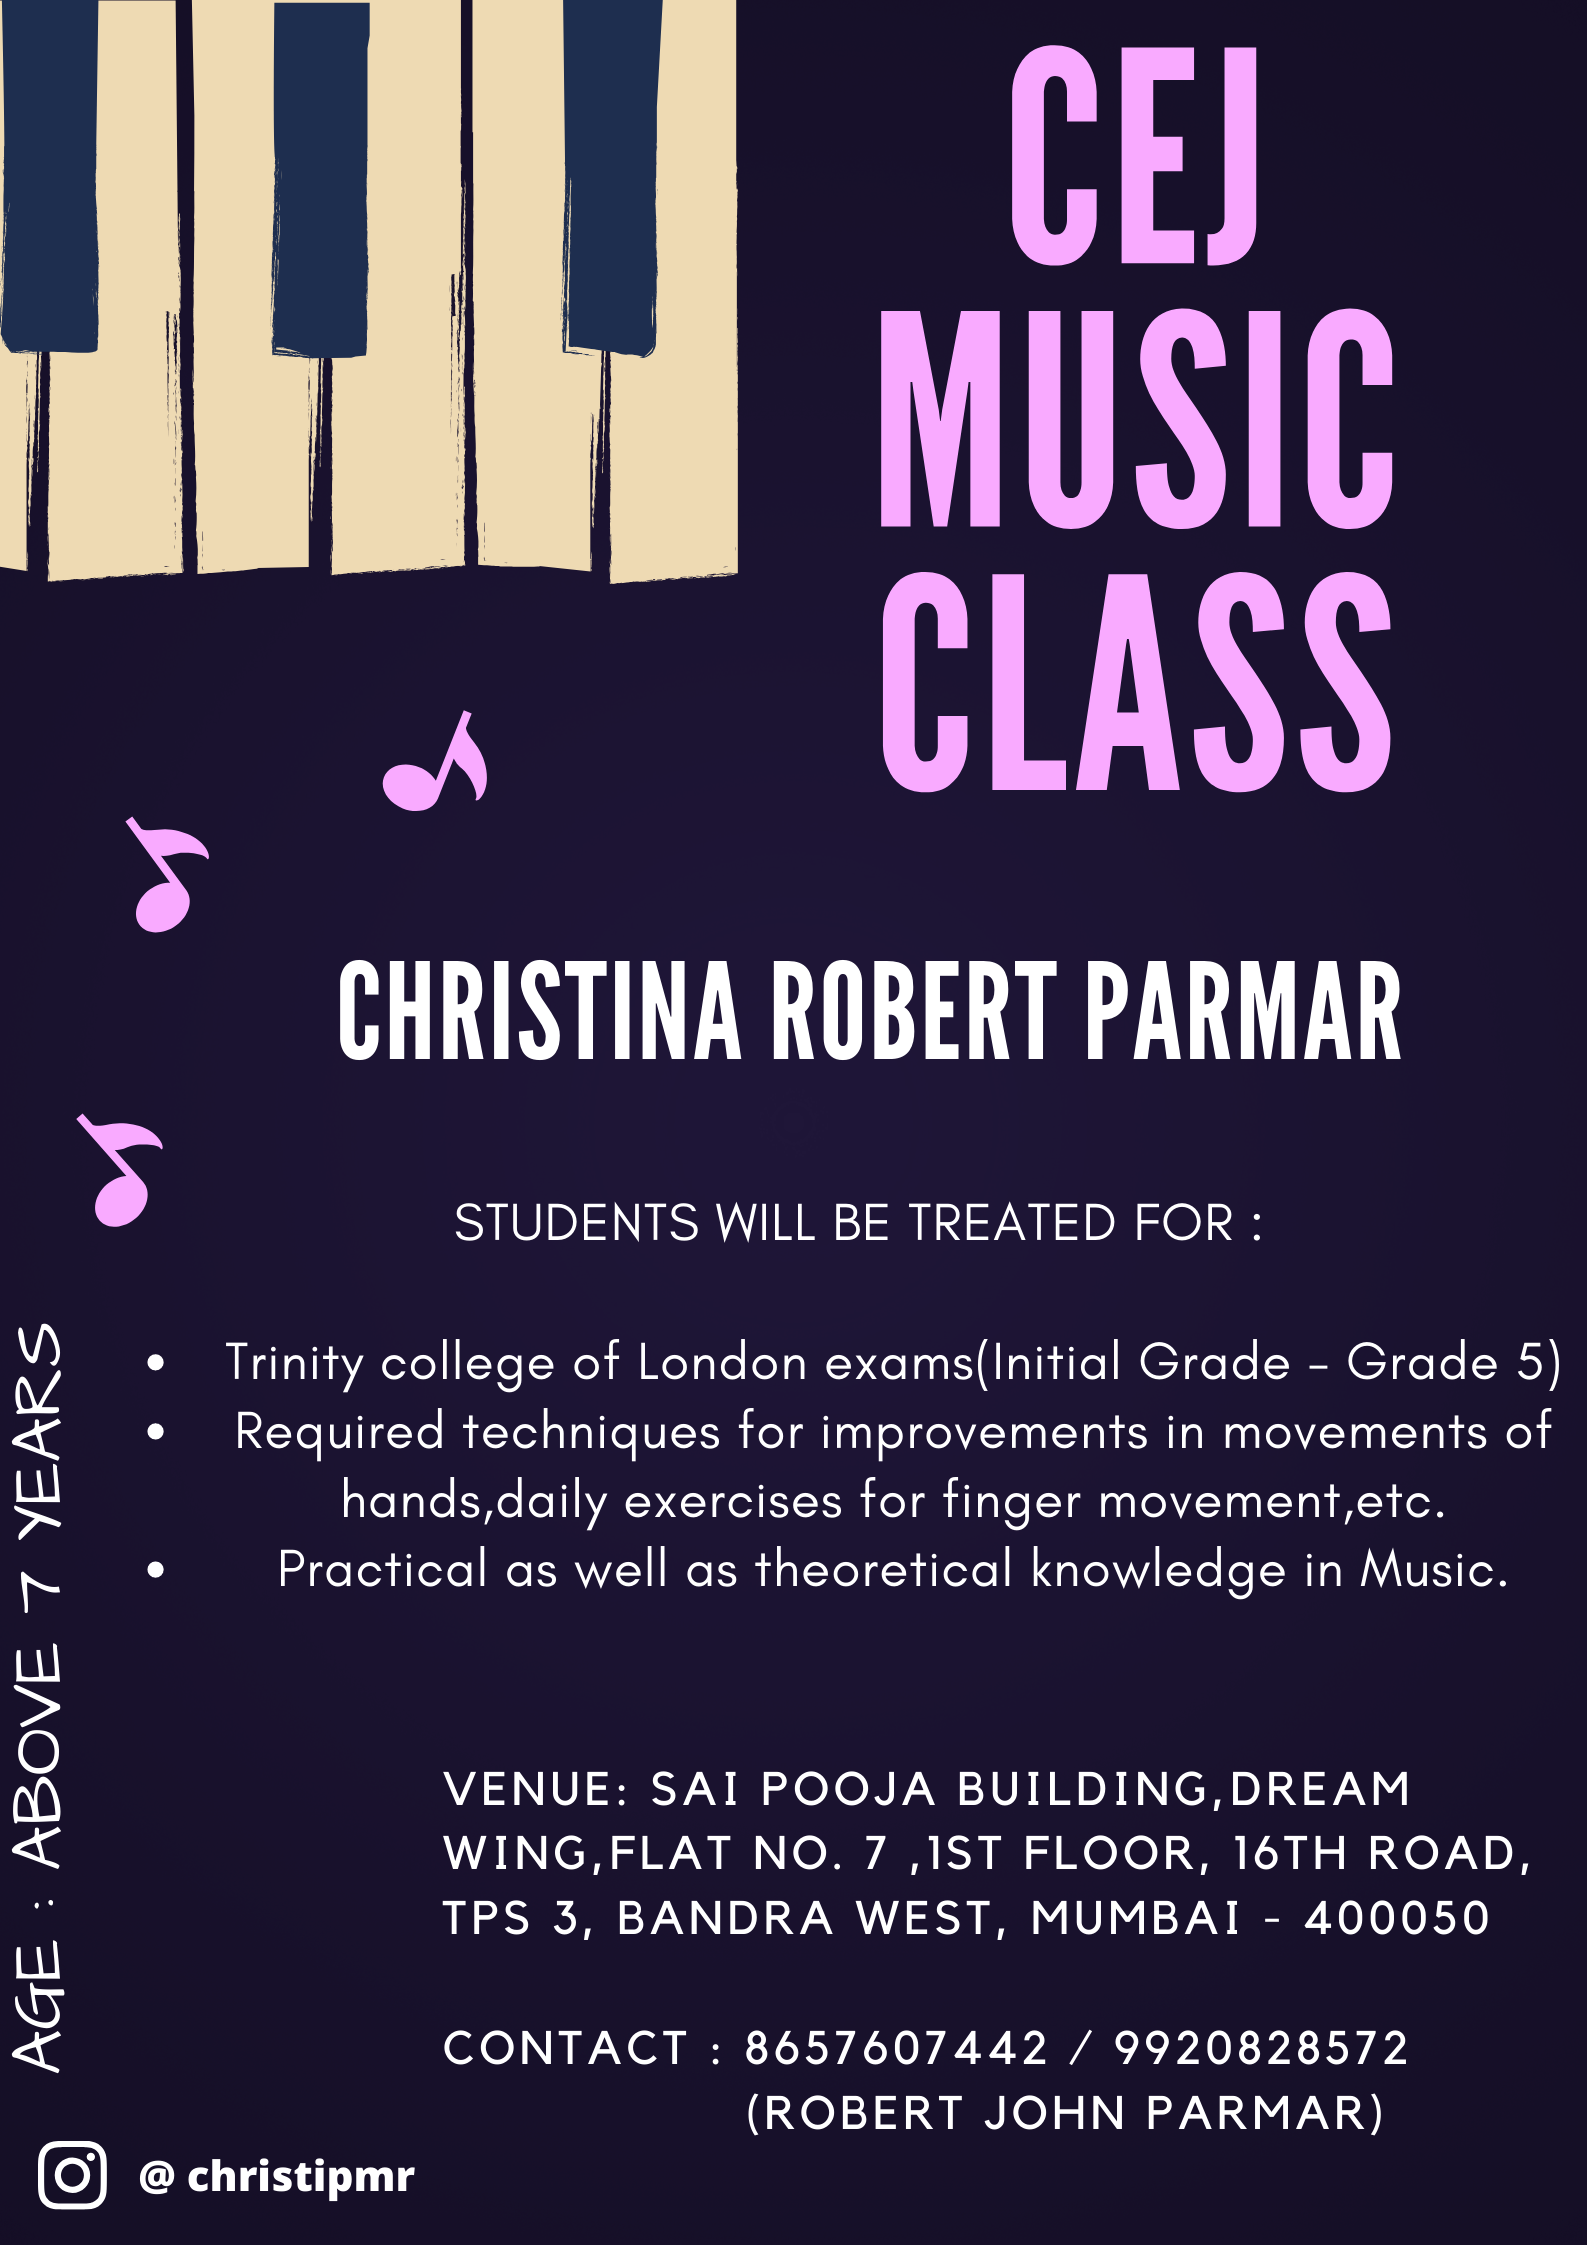 CEJ
MUSIC
CLASS
CHRISTINA ROBERT PARMAR
STUDENTS WILL BE TREATED FOR :
• Trinity college of London exams(Initial Grade - Grade 5)
• Required techniques for improvements in movements of
hands,daily exercises for finger movement,etc.
• Practical as well as theoretical knowledge in Music.
AGE : ABOVE 7 YEARS
VENUE: SAI POOJA BUILDING,DREAM
WING,FLAT NO. 7 ,1ST FLOOR, 16TH ROAD,
TPS 3, BANDRA WEST, MUMBAI - 400050
CONTACT : 8657607442 / 9920828572
(ROBERT JOHN PARMAR)
@ christipmr